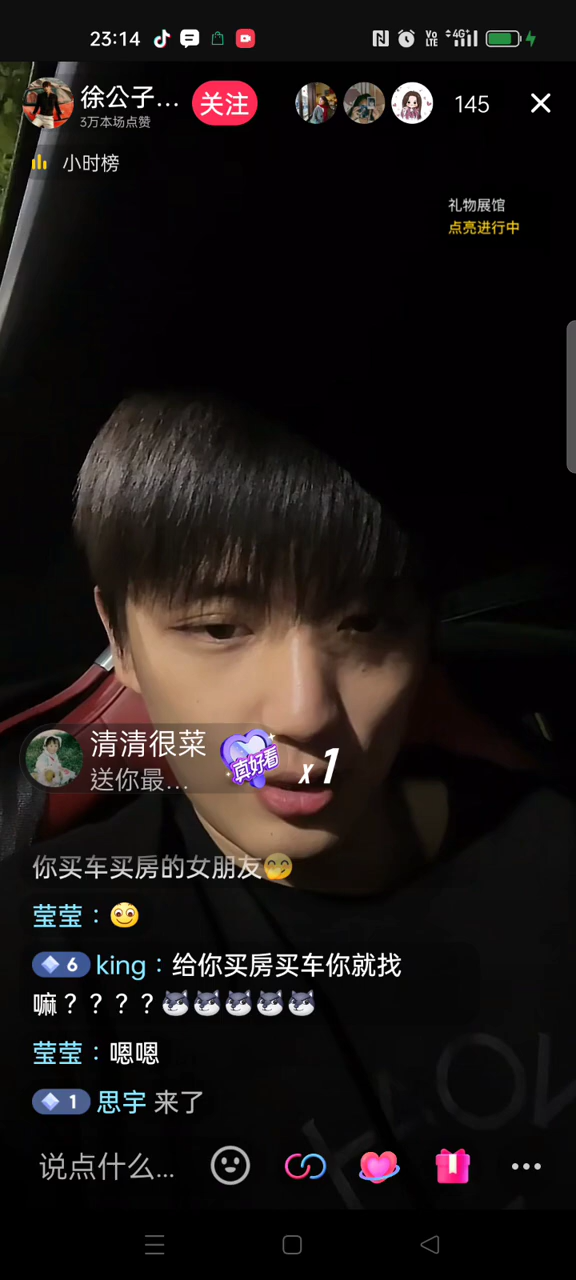 23:14
Vo LTE 4G
徐公子...
3万本场点赞
关注
145
小时榜
礼物展馆
点亮进行中
清清很菜
送你最...
真好看
x1
你买车买房的女朋友
莹莹：
6 king：给你买房买车你就找
嘛？？？？
莹莹：嗯嗯
1 思宇 来了
说点什么...